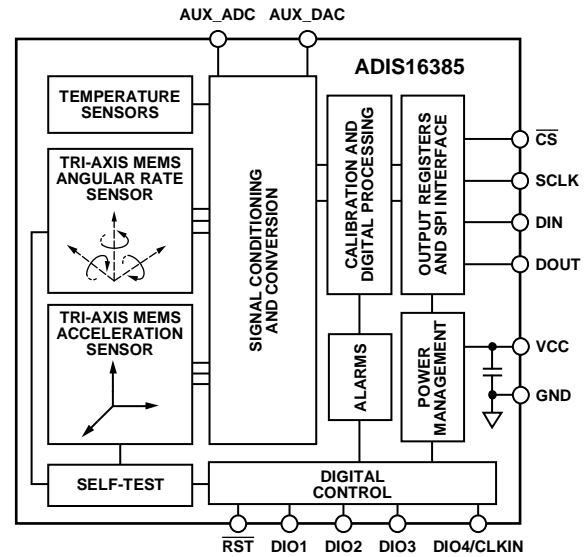 AUX_ADC
AUX_DAC
ADIS16385
TEMPERATURE
SENSORS
TRI-AXIS MEMS
ANGULAR RATE
SENSOR
TRI-AXIS MEMS
ACCELERATION
SENSOR
SELF-TEST
SIGNAL CONDITIONING
AND CONVERSION
CALIBRATION AND
DIGITAL PROCESSING
OUTPUT REGISTERS
AND SPI INTERFACE
ALARMS
POWER
MANAGEMENT
DIGITAL
CONTROL
CS
SCLK
DIN
DOUT
VCC
GND
RST
DIO1
DIO2
DIO3
DIO4/CLKIN